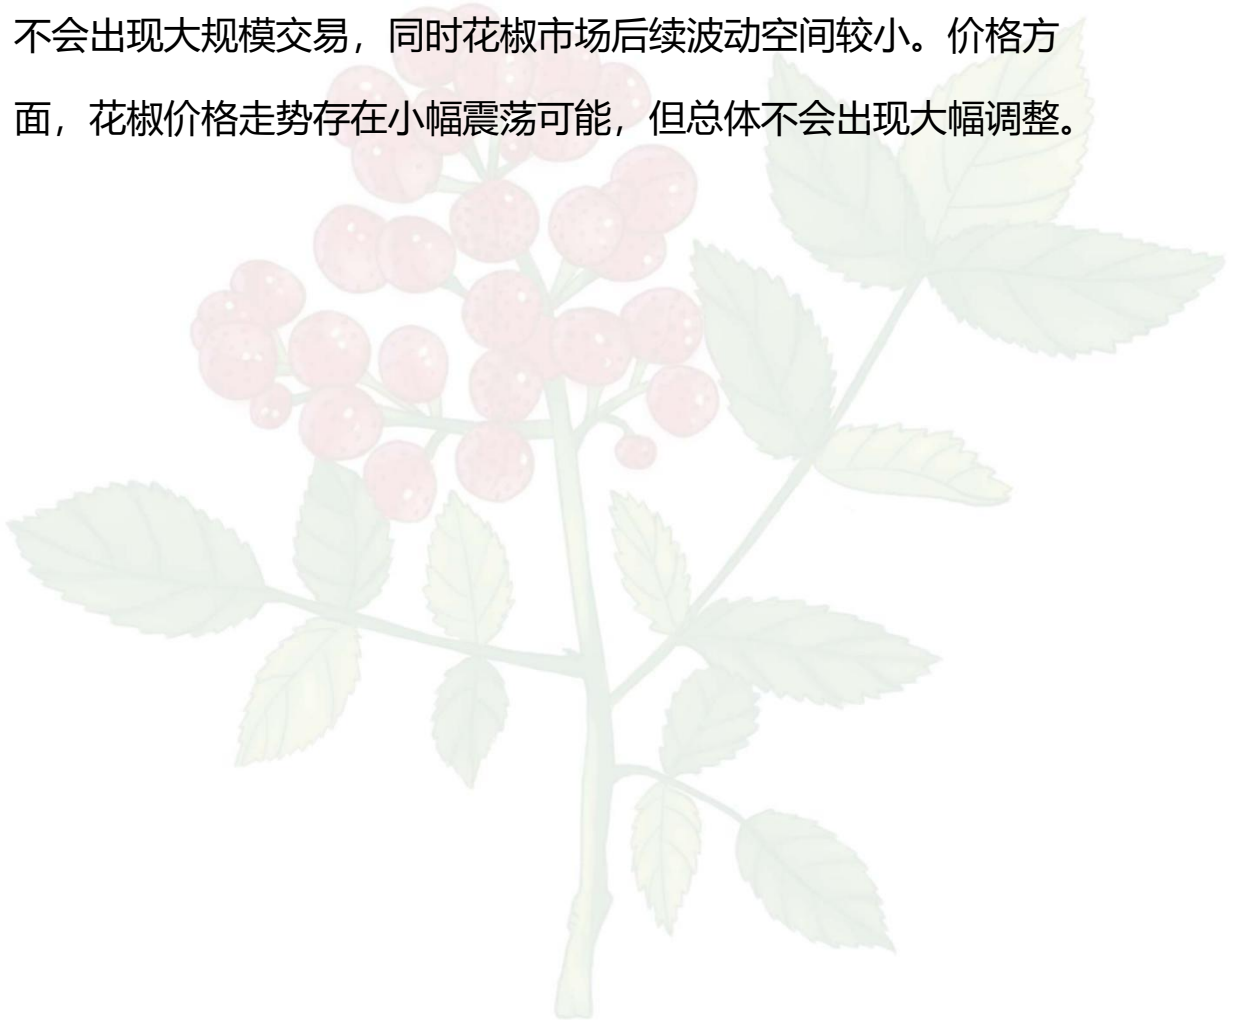 不会出现大规模交易，同时花椒市场后续波动空间较小。价格方
面，花椒价格走势存在小幅震荡可能，但总体不会出现大幅调整。